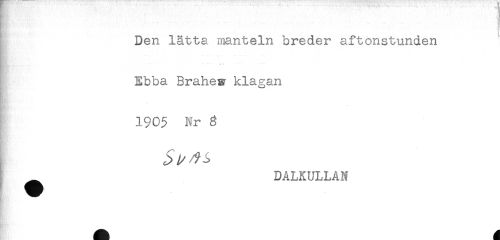 Den lätta manteln breder aftonstunden
Ebba Brahes klagan
1905 Nr 8
SVAS
DALKULLAN